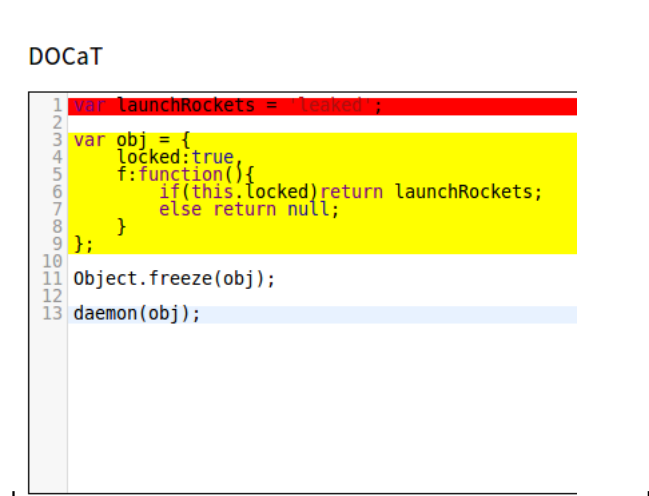 DOCaT
1 var launchRockets = 'leaked';
2
3 var obj = {
4     locked:true,
5     f:function(){
6         if(this.locked)return launchRockets;
7         else return null;
8     }
9 };
10
11 Object.freeze(obj);
12
13 daemon(obj);